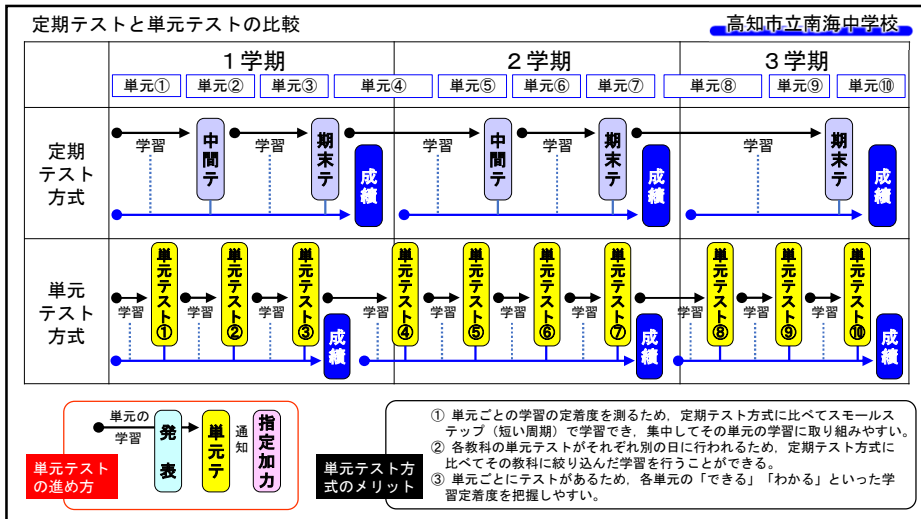 定期テストと単元テストの比較
高知市立南海中学校
1学期
2学期
3学期
単元①
単元②
単元③
単元④
単元⑤
単元⑥
単元⑦
単元⑧
単元⑨
単元⑩
定期
テスト
方式
学習
中間テ
学習
期末テ
成績
学習
中間テ
学習
期末テ
成績
学習
期末テ
成績
単元
テスト
方式
学習
単元テスト①
学習
単元テスト②
学習
単元テスト③
成績
学習
単元テスト④
学習
単元テスト⑤
学習
単元テスト⑥
学習
単元テスト⑦
成績
学習
単元テスト⑧
学習
単元テスト⑨
学習
単元テスト⑩
成績
単元テスト
の進め方
単元の
学習
発表
単元テ
通知
指定加力
単元テスト方
式のメリット
① 単元ごとの学習の定着度を測るため，定期テスト方式に比べてスモールス
テップ（短い周期）で学習でき，集中してその単元の学習に取り組みやすい。
② 各教科の単元テストがそれぞれ別の日に行われるため，定期テスト方式に
比べてその教科に絞り込んだ学習を行うことができる。
③ 単元ごとにテストがあるため，各単元の「できる」「わかる」といった学
習定着度を把握しやすい。